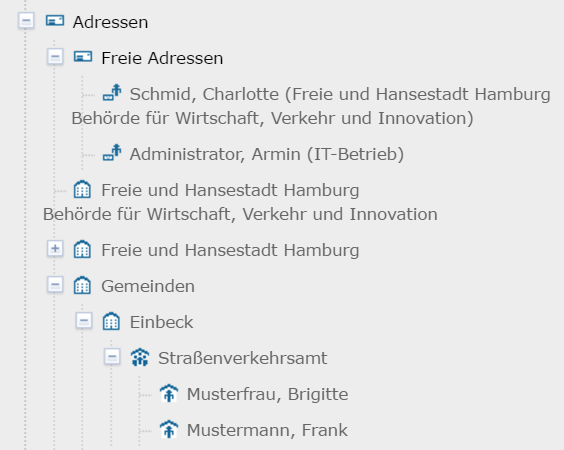 Adressen
Freie Adressen
Schmid, Charlotte (Freie und Hansestadt Hamburg
Behörde für Wirtschaft, Verkehr und Innovation)
Administrator, Armin (IT-Betrieb)
Freie und Hansestadt Hamburg
Behörde für Wirtschaft, Verkehr und Innovation
Freie und Hansestadt Hamburg
Gemeinden
Einbeck
Straßenverkehrsamt
Musterfrau, Brigitte
Mustermann, Frank